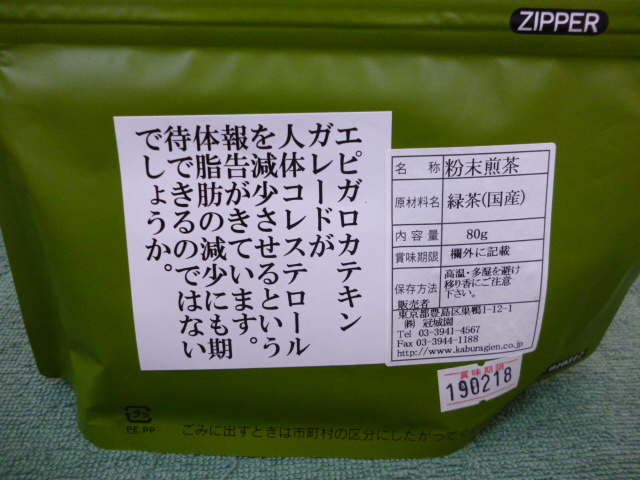 ZIPPER
エピガロカテキン
ガレードが
人体コレステロール
を減少させるという
報告がきています。
体脂肪の減少にも期
待できるのではない
でしょうか。
名 称 粉末煎茶
原材料名 緑茶(国産)
内 容 量 80g
賞味期限 欄外に記載
保存方法 高温・多湿を避け
移り香にご注意
下さい。
販売者
東京都豊島区巣鴨1-12-1
㈱ 冠城園
Tel 03-3941-4567
Fax 03-3944-1188
http://www.kaburagien.co.jp
賞味期限
190218
PE,PP
ごみに出すときは市町村の区分にしたがってく